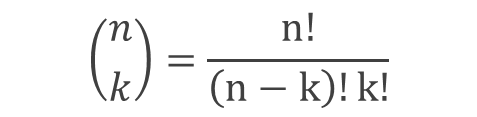 (n k) = n! / (n − k)! k!